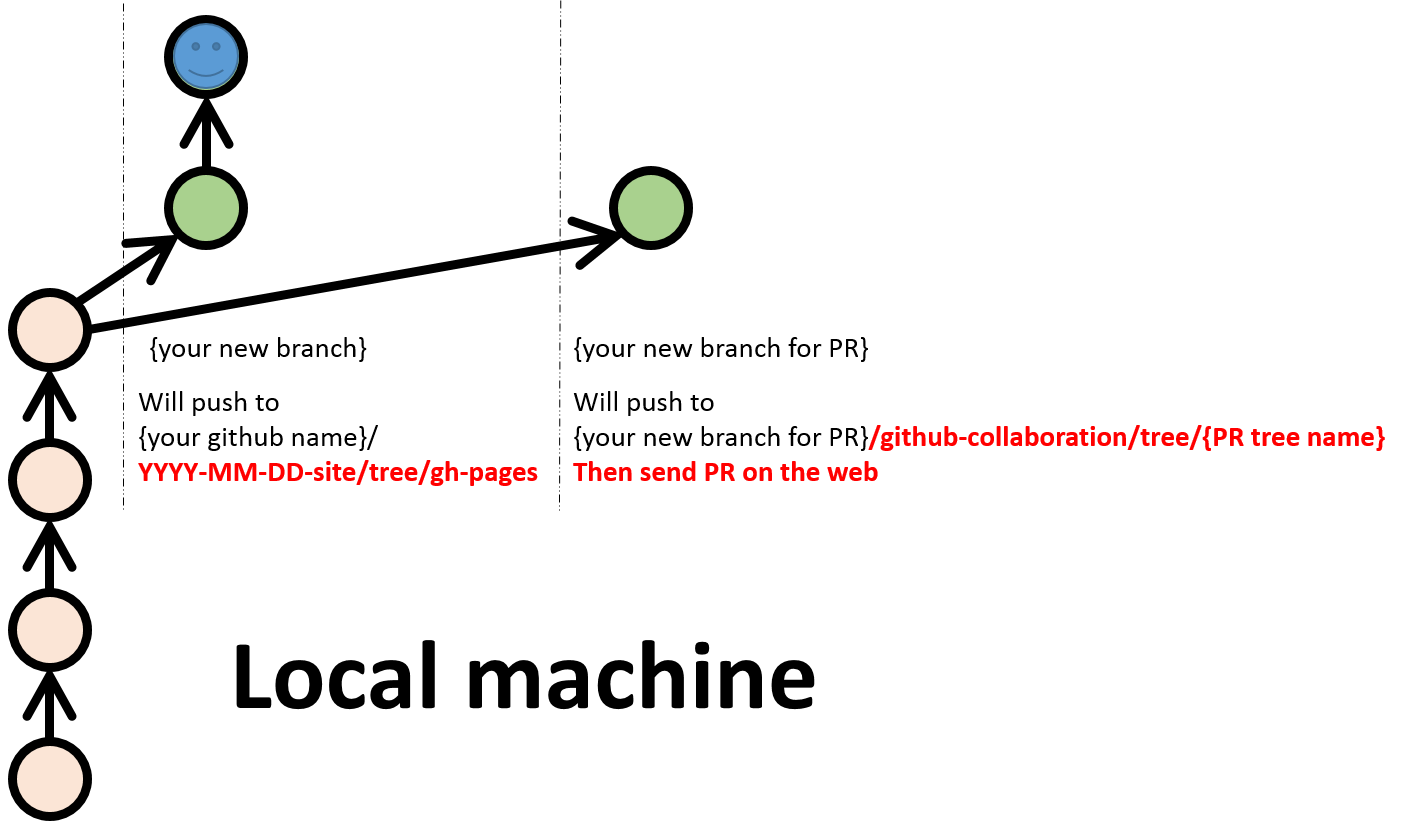 {your new branch}
Will push to
{your github name}/
YYYY-MM-DD-site/tree/gh-pages
{your new branch for PR}
Will push to
{your new branch for PR}/github-collaboration/tree/{PR tree name}
Then send PR on the web
Local machine